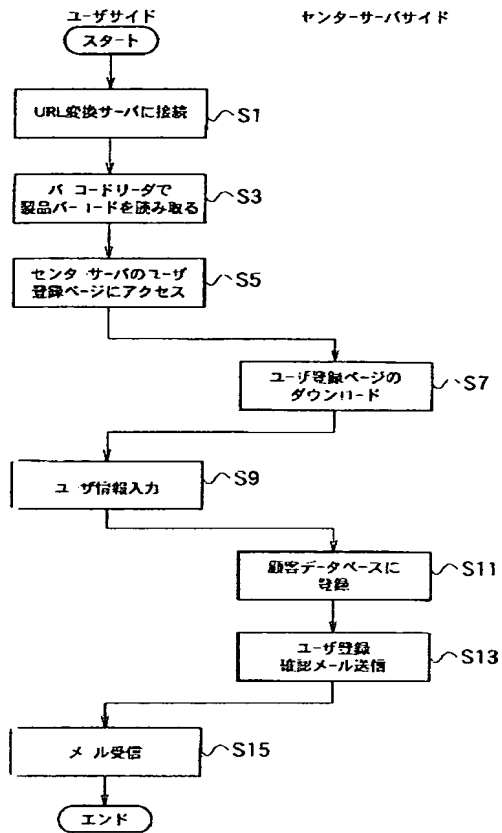 ユーザサイド
センターサーバサイド
スタート
URL変換サーバに接続
S1
バーコードリーダで
製品バーコードを読み取る
S3
センターサーバのユーザ
登録ページにアクセス
S5
ユーザ登録ページの
ダウンロード
S7
ユーザ情報入力
S9
顧客データベースに
登録
S11
ユーザ登録
確認メール送信
S13
メール受信
S15
エンド